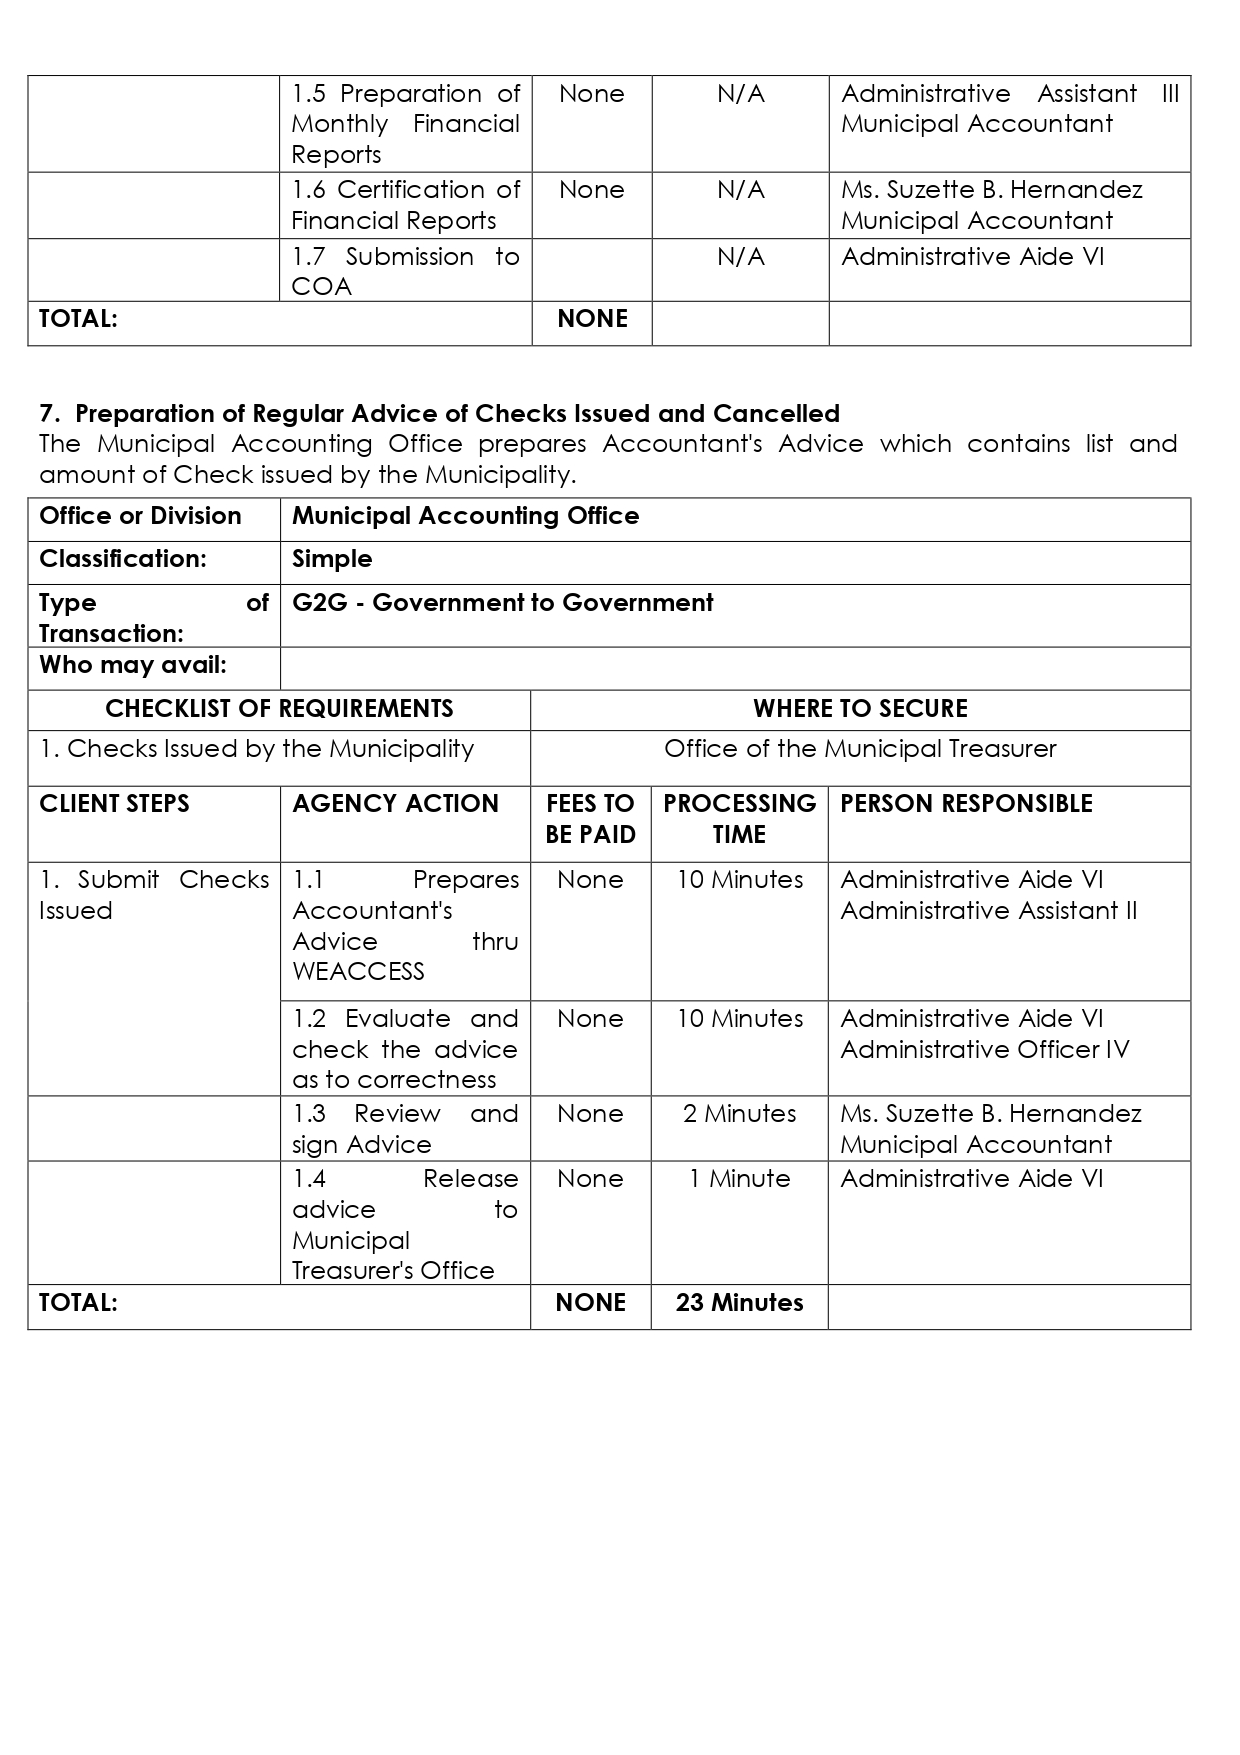 1.5 Preparation of
Monthly Financial
Reports
None
N/A
Administrative Assistant III
Municipal Accountant
1.6 Certification of
Financial Reports
None
N/A
Ms. Suzette B. Hernandez
Municipal Accountant
1.7 Submission to
COA
N/A
Administrative Aide VI
TOTAL:
NONE
7. Preparation of Regular Advice of Checks Issued and Cancelled
The Municipal Accounting Office prepares Accountant's Advice which contains list and
amount of Check issued by the Municipality.
Office or Division
Municipal Accounting Office
Classification:
Simple
Type of
Transaction:
G2G - Government to Government
Who may avail:
CHECKLIST OF REQUIREMENTS
WHERE TO SECURE
1. Checks Issued by the Municipality
Office of the Municipal Treasurer
CLIENT STEPS
AGENCY ACTION
FEES TO
BE PAID
PROCESSING
TIME
PERSON RESPONSIBLE
1. Submit Checks
Issued
1.1 Prepares
Accountant's
Advice thru
WEACCESS
None
10 Minutes
Administrative Aide VI
Administrative Assistant II
1.2 Evaluate and
check the advice
as to correctness
None
10 Minutes
Administrative Aide VI
Administrative Officer IV
1.3 Review and
sign Advice
None
2 Minutes
Ms. Suzette B. Hernandez
Municipal Accountant
1.4 Release
advice to
Municipal
Treasurer's Office
None
1 Minute
Administrative Aide VI
TOTAL:
NONE
23 Minutes